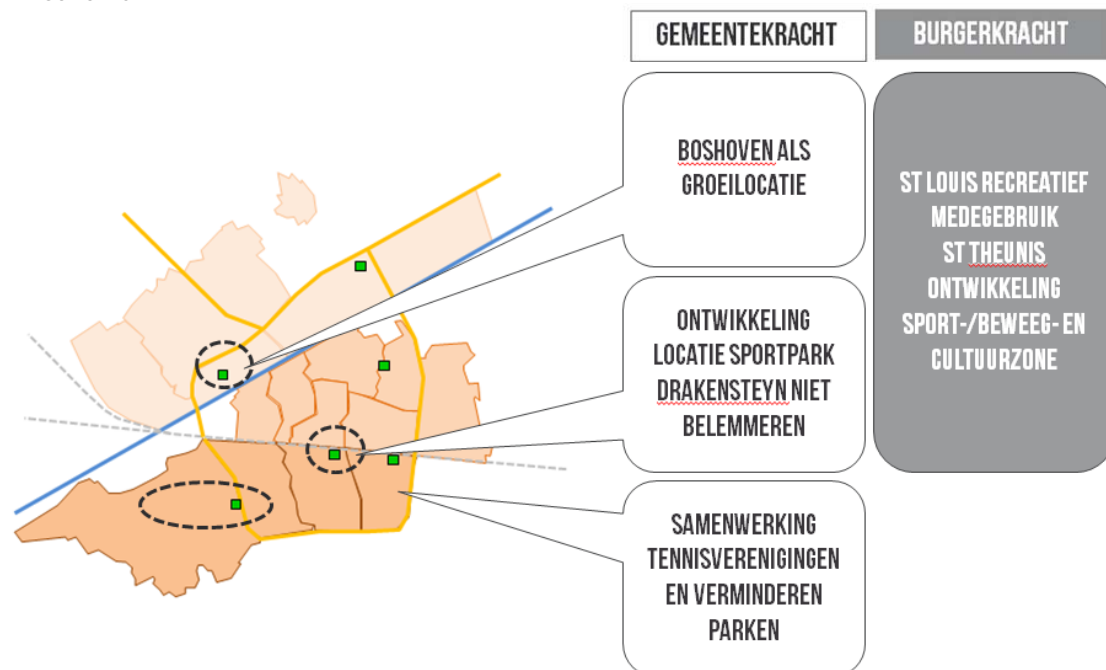 GEMEENTEKRACHT
BURGERKRACHT
BOSHOVEN ALS
GROEILOCATIE
ONTWIKKELING
LOCATIE SPORTPARK
DRAKENSTEYN NIET
BELEMMEREN
SAMENWERKING
TENNISVERENIGINGEN
EN VERMINDEREN
PARKEN
ST LOUIS RECREATIEF
MEDEGEBRUIK
ST THEUNIS
ONTWIKKELING
SPORT-/BEWEEG- EN
CULTUURZONE